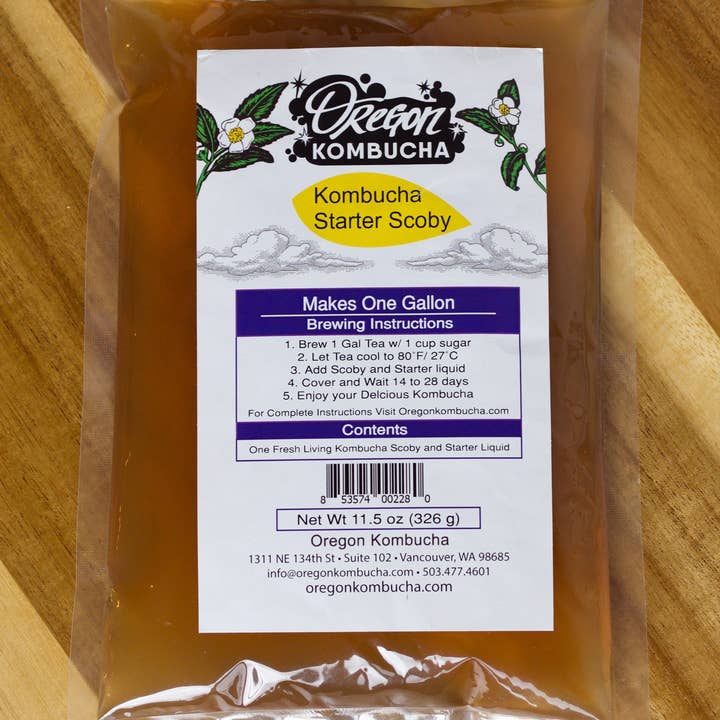 Oregon
KOMBUCHA
Kombucha
Starter Scoby
Makes One Gallon
Brewing Instructions
1. Brew 1 Gal Tea w/ 1 cup sugar
2. Let Tea cool to 80°F/ 27°C
3. Add Scoby and Starter liquid
4. Cover and Wait 14 to 28 days
5. Enjoy your Delcious Kombucha
For Complete Instructions Visit Oregonkombucha.com
Contents
One Fresh Living Kombucha Scoby and Starter Liquid
8 53574 00228 0
Net Wt 11.5 oz (326 g)
Oregon Kombucha
1311 NE 134th St • Suite 102 • Vancouver, WA 98685
info@oregonkombucha.com • 503.477.4601
oregonkombucha.com